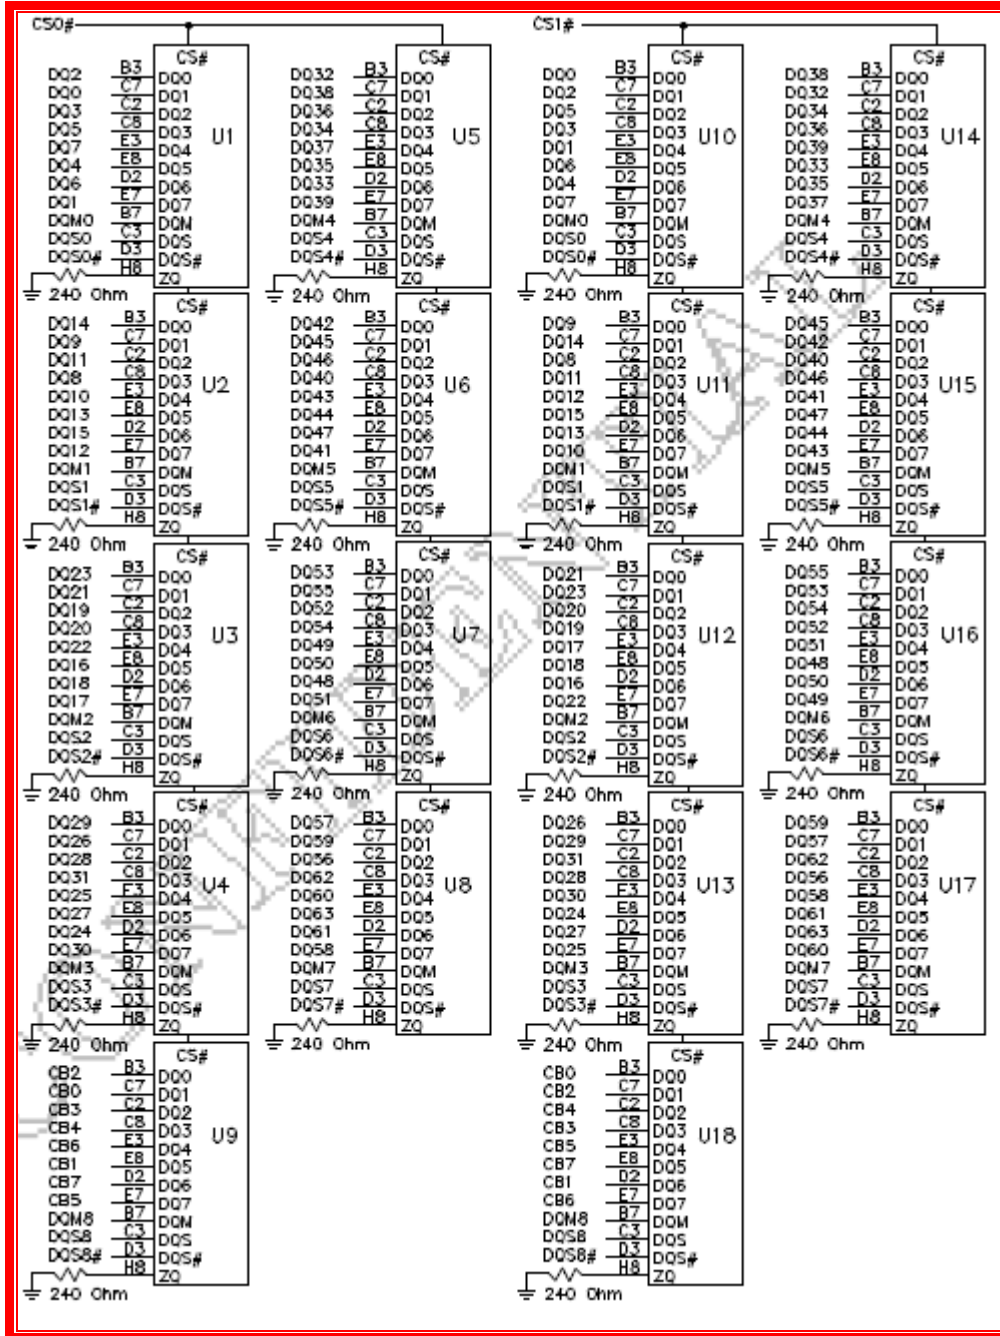 CS0#
CS1#
CS#
DQ2 B3 DQ0
DQ0 C7 DQ1
DQ3 C2 DQ2
DQ5 C8 DQ3
DQ7 E3 DQ4
DQ4 E8 DQ5
DQ6 D2 DQ6
DQ1 E7 DQ7
DQM0 B7 DQM
DQS0 C3 DQS
DQS0# D3 DQS#
H8 ZQ
U1
240 Ohm
CS#
DQ32 B3 DQ0
DQ38 C7 DQ1
DQ36 C2 DQ2
DQ34 C8 DQ3
DQ37 E3 DQ4
DQ35 E8 DQ5
DQ33 D2 DQ6
DQ39 E7 DQ7
DQM4 B7 DQM
DQS4 C3 DQS
DQS4# D3 DQS#
H8 ZQ
U5
240 Ohm
CS#
DQ0 B3 DQ0
DQ2 C7 DQ1
DQ5 C2 DQ2
DQ3 C8 DQ3
DQ1 E3 DQ4
DQ6 E8 DQ5
DQ4 D2 DQ6
DQ7 E7 DQ7
DQM0 B7 DQM
DQS0 C3 DQS
DQS0# D3 DQS#
H8 ZQ
U10
240 Ohm
CS#
DQ38 B3 DQ0
DQ32 C7 DQ1
DQ34 C2 DQ2
DQ36 C8 DQ3
DQ39 E3 DQ4
DQ33 E8 DQ5
DQ35 D2 DQ6
DQ37 E7 DQ7
DQM4 B7 DQM
DQS4 C3 DQS
DQS4# D3 DQS#
H8 ZQ
U14
240 Ohm
CS#
DQ14 B3 DQ0
DQ9 C7 DQ1
DQ11 C2 DQ2
DQ8 C8 DQ3
DQ10 E3 DQ4
DQ13 E8 DQ5
DQ15 D2 DQ6
DQ12 E7 DQ7
DQM1 B7 DQM
DQS1 C3 DQS
DQS1# D3 DQS#
H8 ZQ
U2
240 Ohm
CS#
DQ42 B3 DQ0
DQ45 C7 DQ1
DQ46 C2 DQ2
DQ40 C8 DQ3
DQ43 E3 DQ4
DQ44 E8 DQ5
DQ47 D2 DQ6
DQ41 E7 DQ7
DQM5 B7 DQM
DQS5 C3 DQS
DQS5# D3 DQS#
H8 ZQ
U6
240 Ohm
CS#
DQ9 B3 DQ0
DQ14 C7 DQ1
DQ8 C2 DQ2
DQ11 C8 DQ3
DQ12 E3 DQ4
DQ15 E8 DQ5
DQ13 D2 DQ6
DQ10 E7 DQ7
DQM1 B7 DQM
DQS1 C3 DQS
DQS1# D3 DQS#
H8 ZQ
U11
240 Ohm
CS#
DQ45 B3 DQ0
DQ42 C7 DQ1
DQ40 C2 DQ2
DQ46 C8 DQ3
DQ41 E3 DQ4
DQ47 E8 DQ5
DQ44 D2 DQ6
DQ43 E7 DQ7
DQM5 B7 DQM
DQS5 C3 DQS
DQS5# D3 DQS#
H8 ZQ
U15
240 Ohm
CS#
DQ23 B3 DQ0
DQ21 C7 DQ1
DQ19 C2 DQ2
DQ20 C8 DQ3
DQ22 E3 DQ4
DQ16 E8 DQ5
DQ18 D2 DQ6
DQ17 E7 DQ7
DQM2 B7 DQM
DQS2 C3 DQS
DQS2# D3 DQS#
H8 ZQ
U3
240 Ohm
CS#
DQ53 B3 DQ0
DQ55 C7 DQ1
DQ52 C2 DQ2
DQ54 C8 DQ3
DQ49 E3 DQ4
DQ50 E8 DQ5
DQ48 D2 DQ6
DQ51 E7 DQ7
DQM6 B7 DQM
DQS6 C3 DQS
DQS6# D3 DQS#
H8 ZQ
U7
240 Ohm
CS#
DQ21 B3 DQ0
DQ23 C7 DQ1
DQ20 C2 DQ2
DQ19 C8 DQ3
DQ17 E3 DQ4
DQ18 E8 DQ5
DQ16 D2 DQ6
DQ22 E7 DQ7
DQM2 B7 DQM
DQS2 C3 DQS
DQS2# D3 DQS#
H8 ZQ
U12
240 Ohm
CS#
DQ55 B3 DQ0
DQ53 C7 DQ1
DQ54 C2 DQ2
DQ52 C8 DQ3
DQ51 E3 DQ4
DQ48 E8 DQ5
DQ50 D2 DQ6
DQ49 E7 DQ7
DQM6 B7 DQM
DQS6 C3 DQS
DQS6# D3 DQS#
H8 ZQ
U16
240 Ohm
CS#
DQ29 B3 DQ0
DQ26 C7 DQ1
DQ28 C2 DQ2
DQ31 C8 DQ3
DQ25 E3 DQ4
DQ27 E8 DQ5
DQ24 D2 DQ6
DQ30 E7 DQ7
DQM3 B7 DQM
DQS3 C3 DQS
DQS3# D3 DQS#
H8 ZQ
U4
240 Ohm
CS#
DQ57 B3 DQ0
DQ59 C7 DQ1
DQ56 C2 DQ2
DQ62 C8 DQ3
DQ60 E3 DQ4
DQ63 E8 DQ5
DQ61 D2 DQ6
DQ58 E7 DQ7
DQM7 B7 DQM
DQS7 C3 DQS
DQS7# D3 DQS#
H8 ZQ
U8
240 Ohm
CS#
DQ26 B3 DQ0
DQ29 C7 DQ1
DQ31 C2 DQ2
DQ28 C8 DQ3
DQ30 E3 DQ4
DQ24 E8 DQ5
DQ27 D2 DQ6
DQ25 E7 DQ7
DQM3 B7 DQM
DQS3 C3 DQS
DQS3# D3 DQS#
H8 ZQ
U13
240 Ohm
CS#
DQ59 B3 DQ0
DQ57 C7 DQ1
DQ62 C2 DQ2
DQ56 C8 DQ3
DQ58 E3 DQ4
DQ61 E8 DQ5
DQ63 D2 DQ6
DQ60 E7 DQ7
DQM7 B7 DQM
DQS7 C3 DQS
DQS7# D3 DQS#
H8 ZQ
U17
240 Ohm
CS#
CB2 B3 DQ0
CB0 C7 DQ1
CB3 C2 DQ2
CB4 C8 DQ3
CB6 E3 DQ4
CB1 E8 DQ5
CB7 D2 DQ6
CB5 E7 DQ7
DQM8 B7 DQM
DQS8 C3 DQS
DQS8# D3 DQS#
H8 ZQ
U9
240 Ohm
CS#
CB0 B3 DQ0
CB2 C7 DQ1
CB4 C2 DQ2
CB3 C8 DQ3
CB5 E3 DQ4
CB7 E8 DQ5
CB1 D2 DQ6
CB6 E7 DQ7
DQM8 B7 DQM
DQS8 C3 DQS
DQS8# D3 DQS#
H8 ZQ
U18
240 Ohm
CONFIDENTIAL